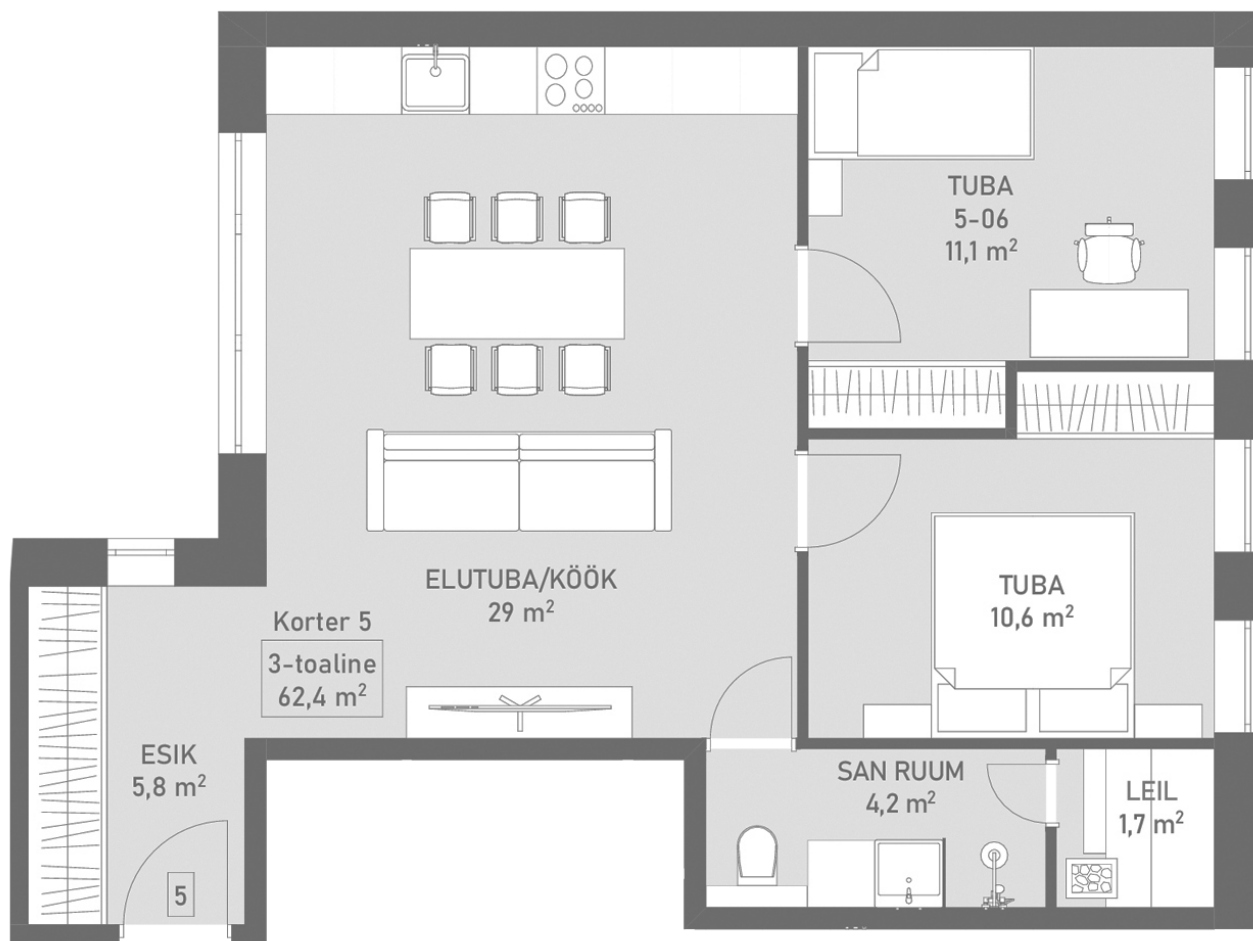 TUBA
5-06
11,1 m²
ELUTUBA/KÖÖK
29 m²
Korter 5
3-toaline
62,4 m²
TUBA
10,6 m²
ESIK
5,8 m²
5
SAN RUUM
4,2 m²
LEIL
1,7 m²